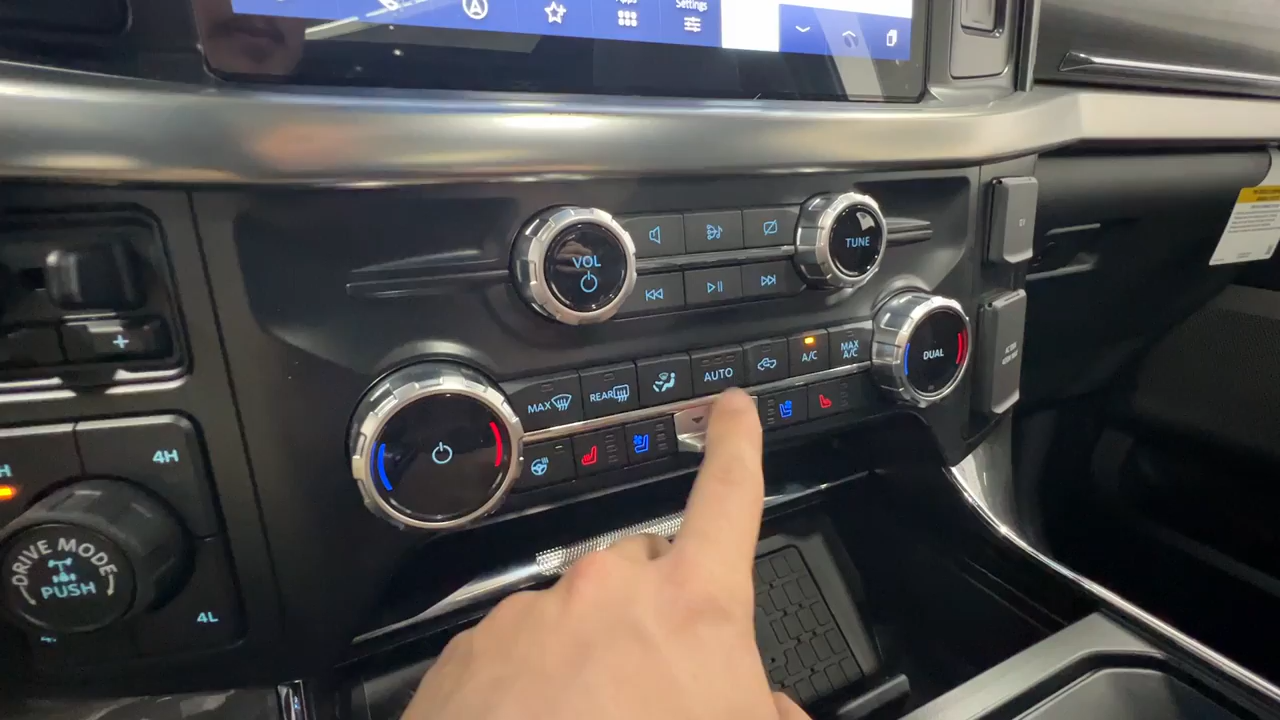 Settings
VOL
TUNE
MAX
REAR
AUTO
A/C
MAX
A/C
DUAL
4H
DRIVE MODE
PUSH
4L